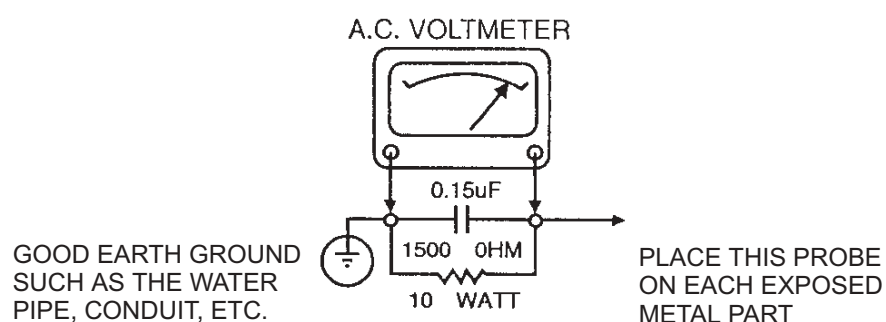 A.C. VOLTMETER
0.15uF
1500 0HM
10 WATT
GOOD EARTH GROUND
SUCH AS THE WATER
PIPE, CONDUIT, ETC.
PLACE THIS PROBE
ON EACH EXPOSED
METAL PART